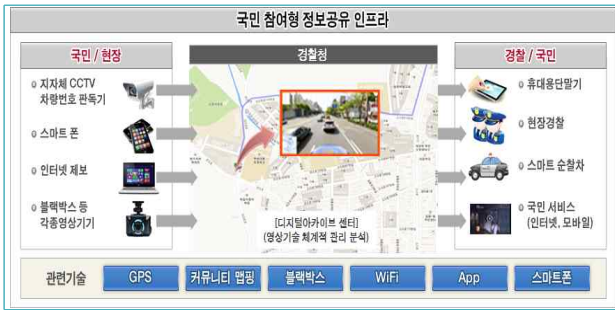 국민 참여형 정보공유 인프라
국민 / 현장
지자체 CCTV
차량번호 판독기
스마트 폰
인터넷 제보
블랙박스 등
각종영상기기
경찰청
[디지털아카이브 센터]
(영상기술 체계적 관리 분석)
경찰 / 국민
휴대용단말기
현장경찰
스마트 순찰차
국민 서비스
(인터넷, 모바일)
관련기술
GPS
커뮤니티 맵핑
블랙박스
WiFi
App
스마트폰